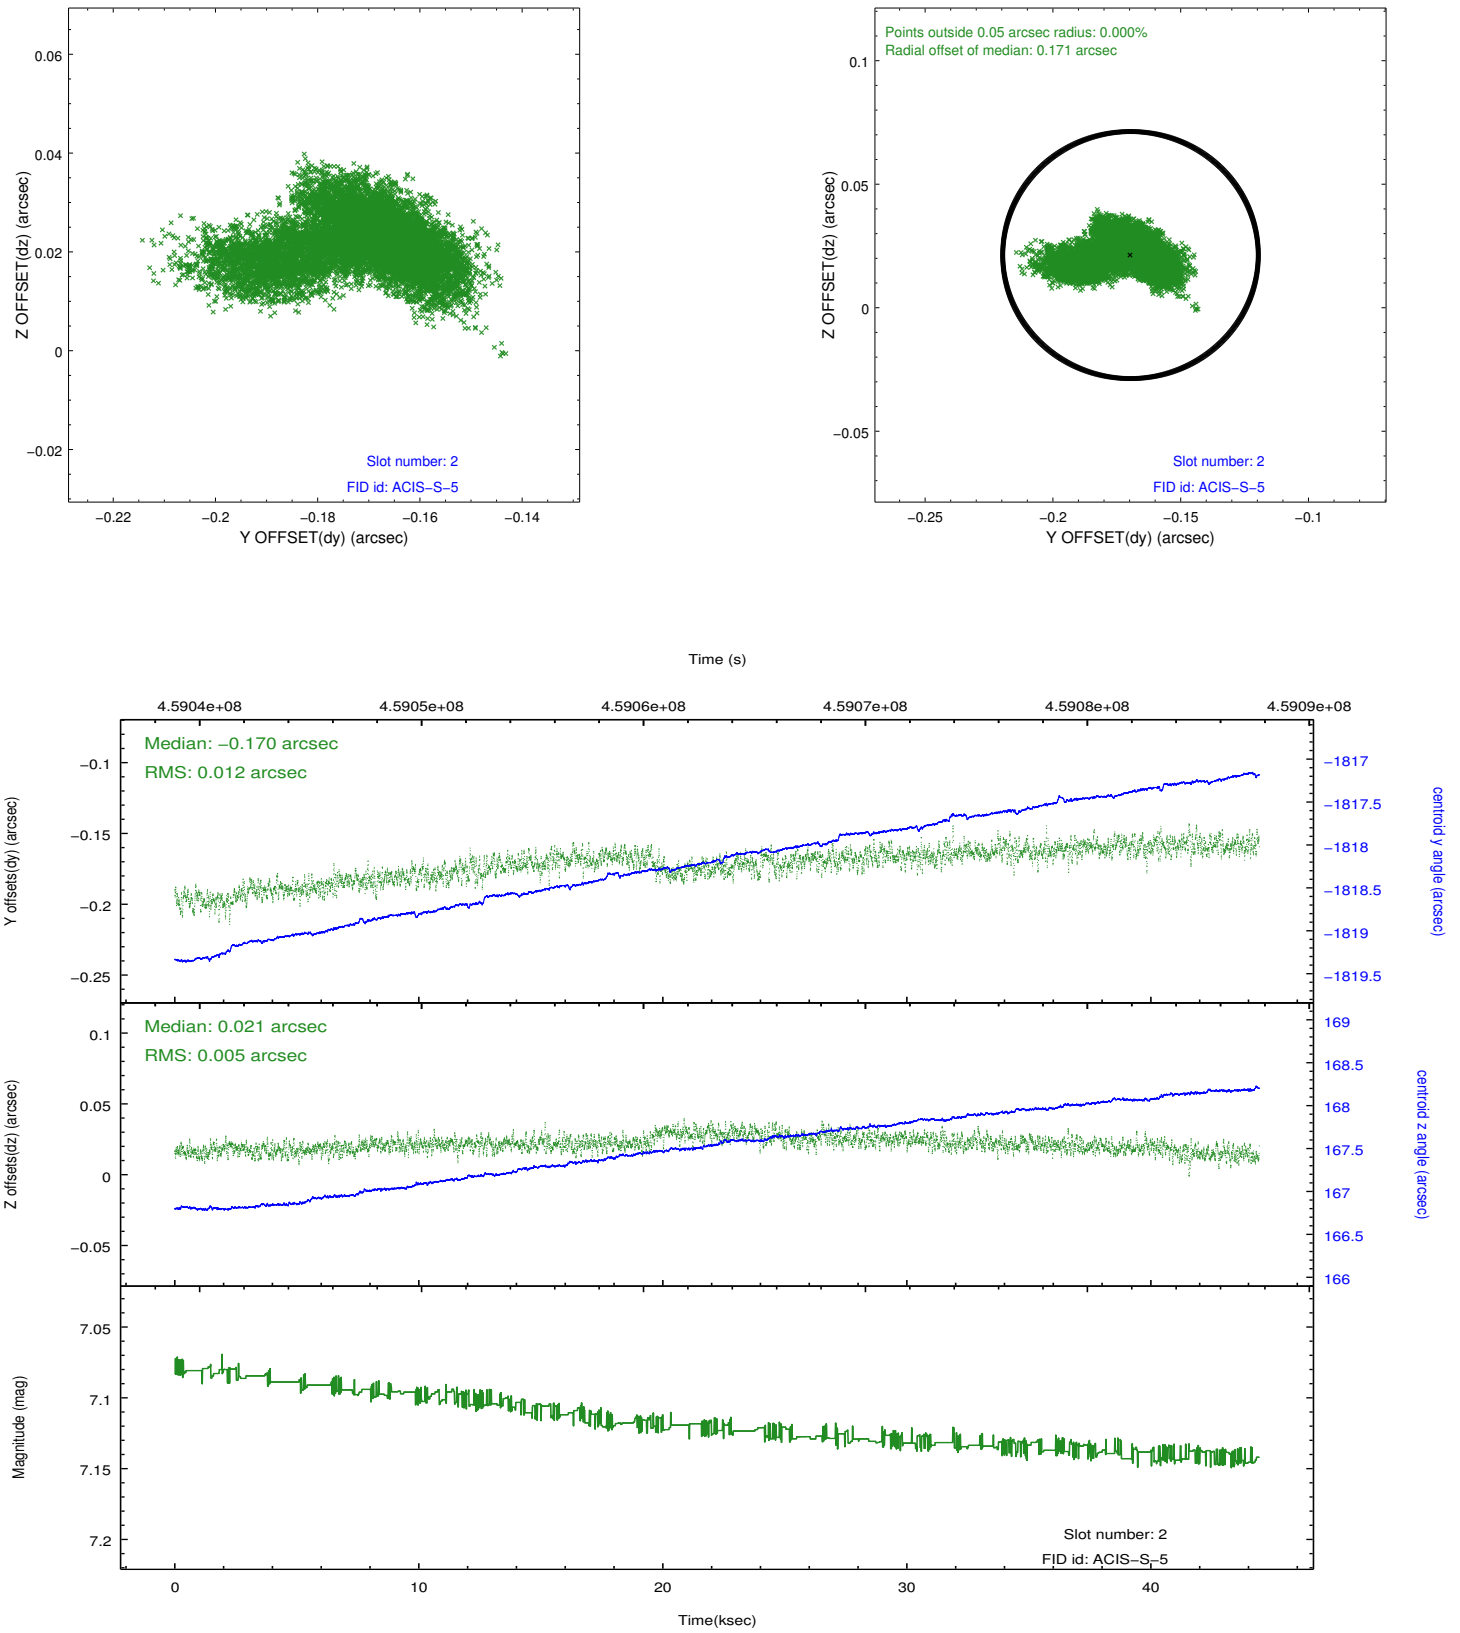 0.06
0.04
0.02
0
−0.02
Z OFFSET(dz) (arcsec)
Slot number: 2
FID id: ACIS−S−5
−0.22 −0.2 −0.18 −0.16 −0.14
Y OFFSET(dy) (arcsec)
Points outside 0.05 arcsec radius: 0.000%
Radial offset of median: 0.171 arcsec
0.1
0.05
0
−0.05
Z OFFSET(dz) (arcsec)
Slot number: 2
FID id: ACIS−S−5
−0.25 −0.2 −0.15 −0.1
Y OFFSET(dy) (arcsec)
Time (s)
4.5904e+08 4.5905e+08 4.5906e+08 4.5907e+08 4.5908e+08 4.5909e+08
Median: −0.170 arcsec
RMS: 0.012 arcsec
−0.1
−0.15
−0.2
−0.25
Y offsets(dy) (arcsec)
−1817
−1817.5
−1818
−1818.5
−1819
−1819.5
centroid y angle (arcsec)
Median: 0.021 arcsec
RMS: 0.005 arcsec
0.1
0.05
0
−0.05
Z offsets(dz) (arcsec)
169
168.5
168
167.5
167
166.5
166
centroid z angle (arcsec)
7.05
7.1
7.15
7.2
Magnitude (mag)
Slot number: 2
FID id: ACIS−S−5
0 10 20 30 40
Time(ksec)